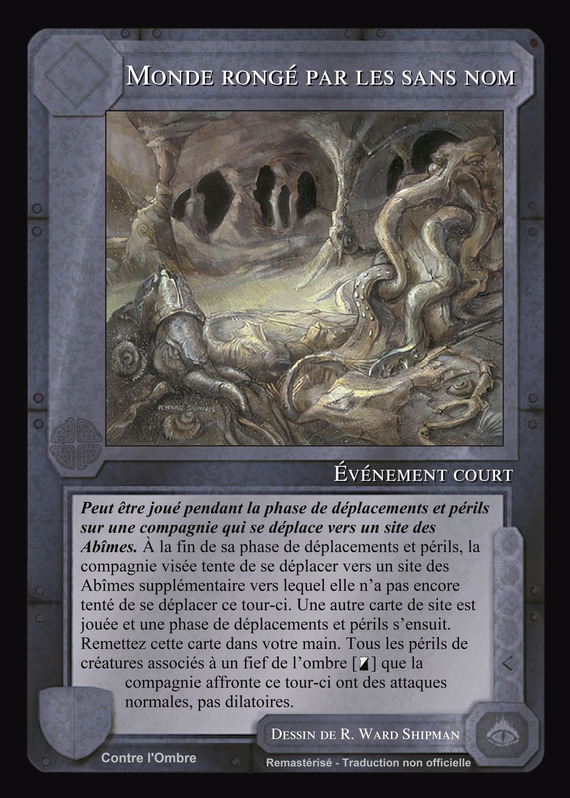 Monde rongé par les sans nom
R. WARD SHIPMAN
Événement court
Peut être joué pendant la phase de déplacements et périls
sur une compagnie qui se déplace vers un site des
Abîmes. À la fin de sa phase de déplacements et périls, la
compagnie visée tente de se déplacer vers un site des
Abîmes supplémentaire vers lequel elle n'a pas encore
tenté de se déplacer ce tour-ci. Une autre carte de site est
jouée et une phase de déplacements et périls s'ensuit.
Remettez cette carte dans votre main. Tous les périls de
créatures associés à un fief de l'ombre [] que la
compagnie affronte ce tour-ci ont des attaques
normales, pas dilatoires.
Dessin de R. Ward Shipman
Contre l'Ombre
Remastérisé - Traduction non officielle